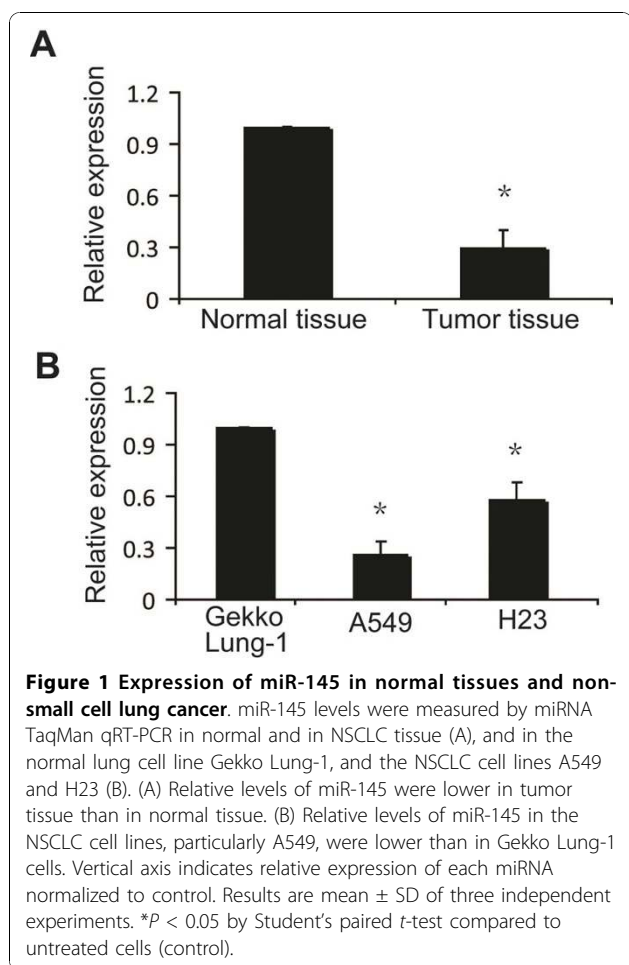 A
Relative expression
1.2
0.9
0.6
0.3
0
*
Normal tissue
Tumor tissue
B
Relative expression
1.2
0.9
0.6
0.3
0
*
*
Gekko
Lung-1
A549
H23
Figure 1 Expression of miR-145 in normal tissues and non-
small cell lung cancer. miR-145 levels were measured by miRNA
TaqMan qRT-PCR in normal and in NSCLC tissue (A), and in the
normal lung cell line Gekko Lung-1, and the NSCLC cell lines A549
and H23 (B). (A) Relative levels of miR-145 were lower in tumor
tissue than in normal tissue. (B) Relative levels of miR-145 in the
NSCLC cell lines, particularly A549, were lower than in Gekko Lung-1
cells. Vertical axis indicates relative expression of each miRNA
normalized to control. Results are mean ± SD of three independent
experiments. *P < 0.05 by Student's paired t-test compared to
untreated cells (control).